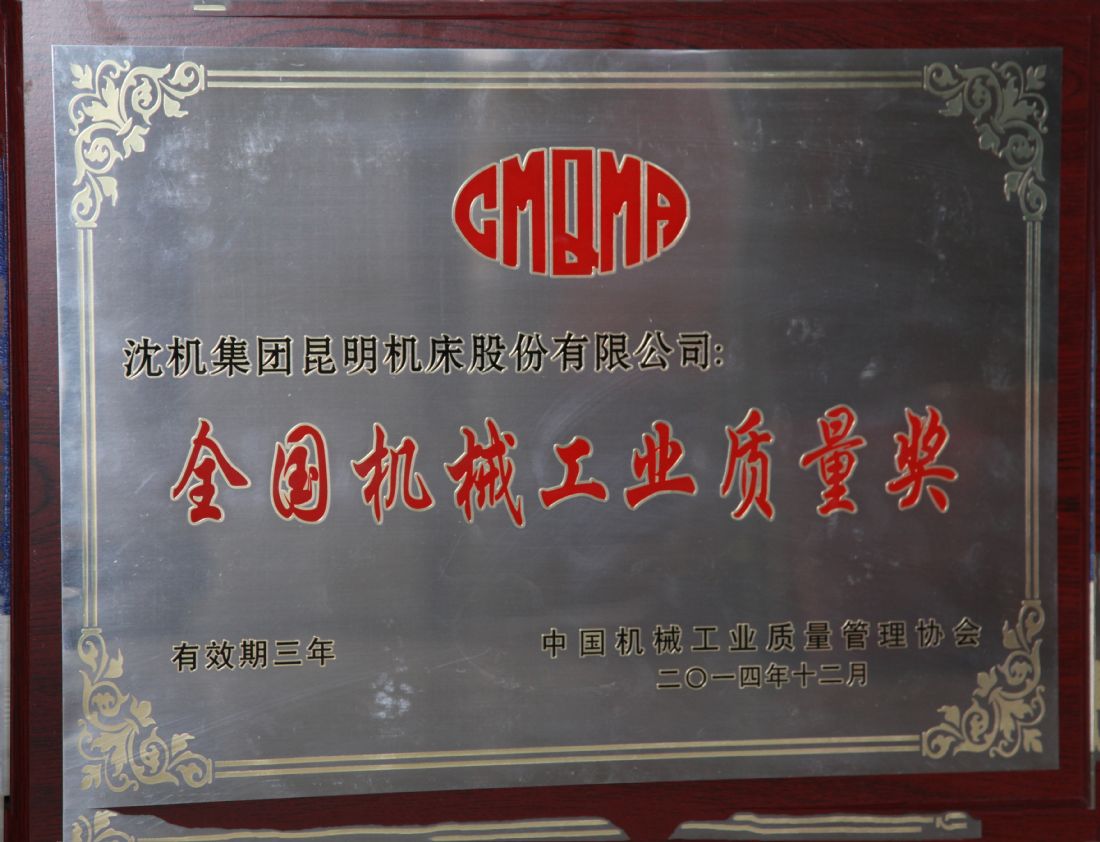 CMQMA
沈机集团昆明机床股份有限公司:
全国机械工业质量奖
有效期三年
中国机械工业质量管理协会
二〇一四年十二月